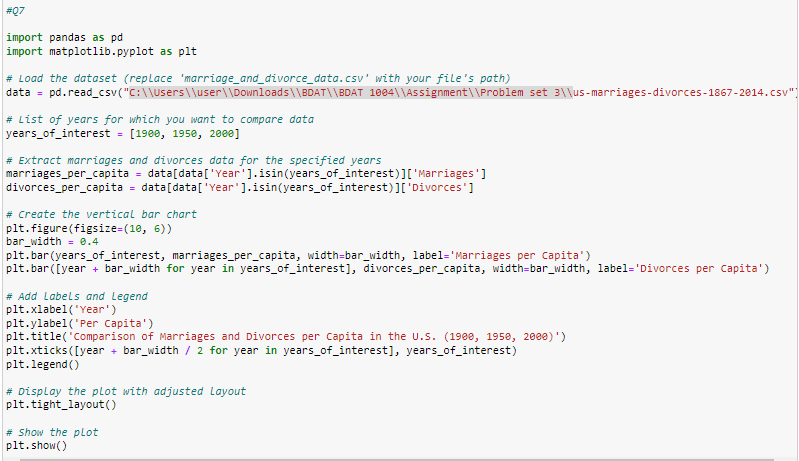 #Q7
import pandas as pd
import matplotlib.pyplot as plt
# Load the dataset (replace 'marriage_and_divorce_data.csv' with your file's path)
data = pd.read_csv("C:\\Users\\user\\Downloads\\BDAT\\BDAT 1004\\Assignment\\Problem set 3\\us-marriages-divorces-1867-2014.csv")
# List of years for which you want to compare data
years_of_interest = [1900, 1950, 2000]
# Extract marriages and divorces data for the specified years
marriages_per_capita = data[data['Year'].isin(years_of_interest)]['Marriages']
divorces_per_capita = data[data['Year'].isin(years_of_interest)]['Divorces']
# Create the vertical bar chart
plt.figure(figsize=(10, 6))
bar_width = 0.4
plt.bar(years_of_interest, marriages_per_capita, width=bar_width, label='Marriages per Capita')
plt.bar([year + bar_width for year in years_of_interest], divorces_per_capita, width=bar_width, label='Divorces per Capita')
# Add labels and legend
plt.xlabel('Year')
plt.ylabel('Per Capita')
plt.title('Comparison of Marriages and Divorces per Capita in the U.S. (1900, 1950, 2000)')
plt.xticks([year + bar_width / 2 for year in years_of_interest], years_of_interest)
plt.legend()
# Display the plot with adjusted layout
plt.tight_layout()
# Show the plot
plt.show()